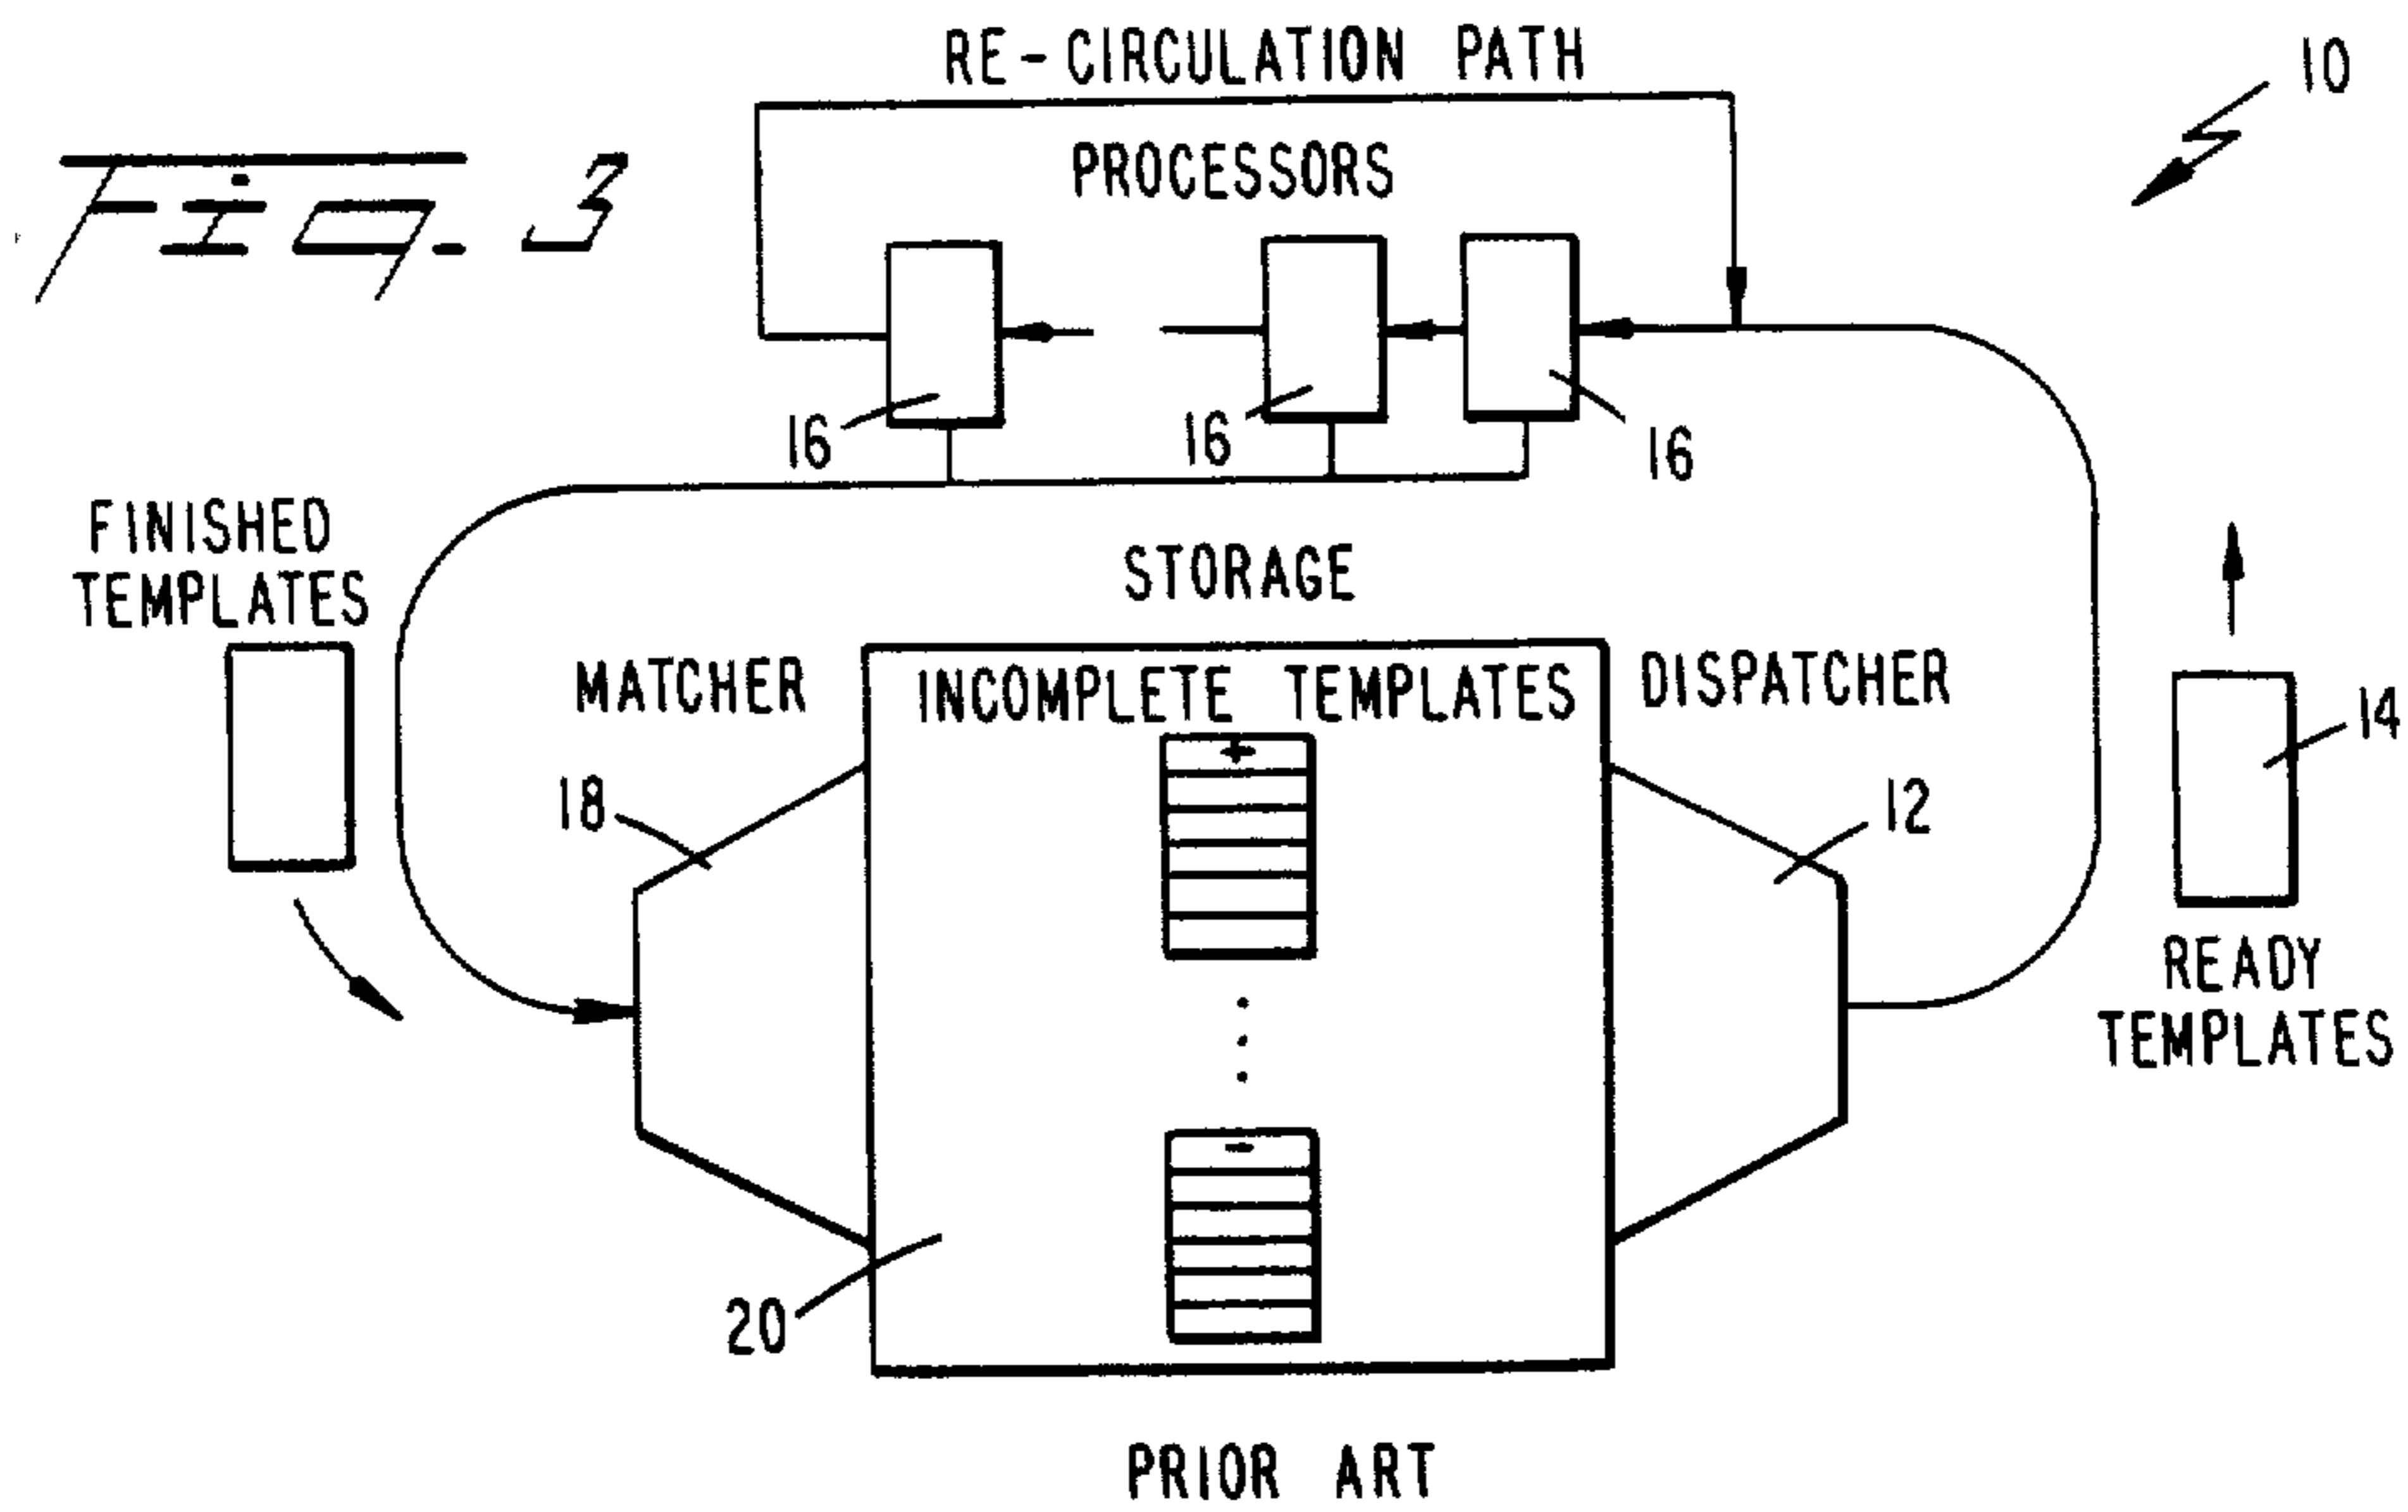 RE-CIRCULATION PATH
10
Fig. 3
PROCESSORS
16
16
16
FINISHED
TEMPLATES
STORAGE
MATCHER
INCOMPLETE TEMPLATES
DISPATCHER
14
+
18
12
READY
TEMPLATES
-
20
PRIOR ART